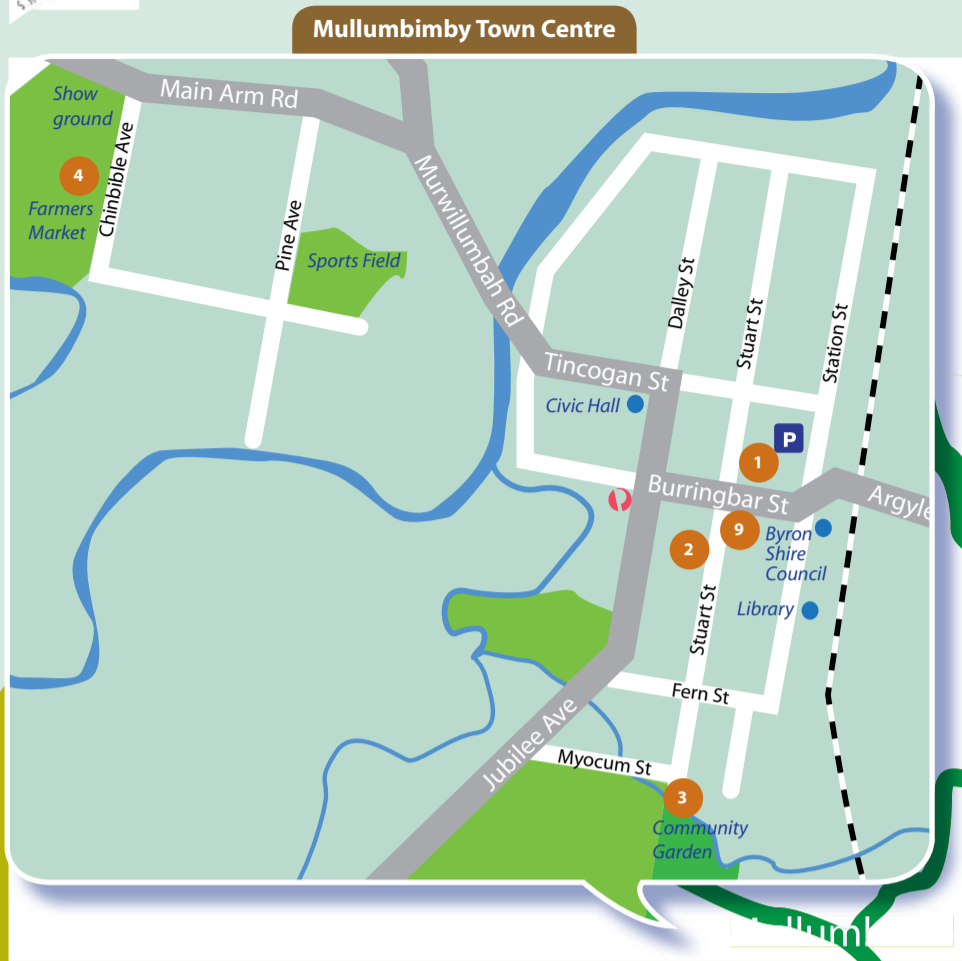 Mullumbimby Town Centre
Main Arm Rd
Show
ground
Chinbible Ave
4
Farmers
Market
Pine Ave
Sports Field
Murwillumbah Rd
Dalley St
Stuart St
Station St
Tincogan St
Civic Hall
P
1
Burringbar St
Argyle
9
2
Byron
Shire
Council
Stuart St
Library
Fern St
Jubilee Ave
Myocum St
3
Community
Garden